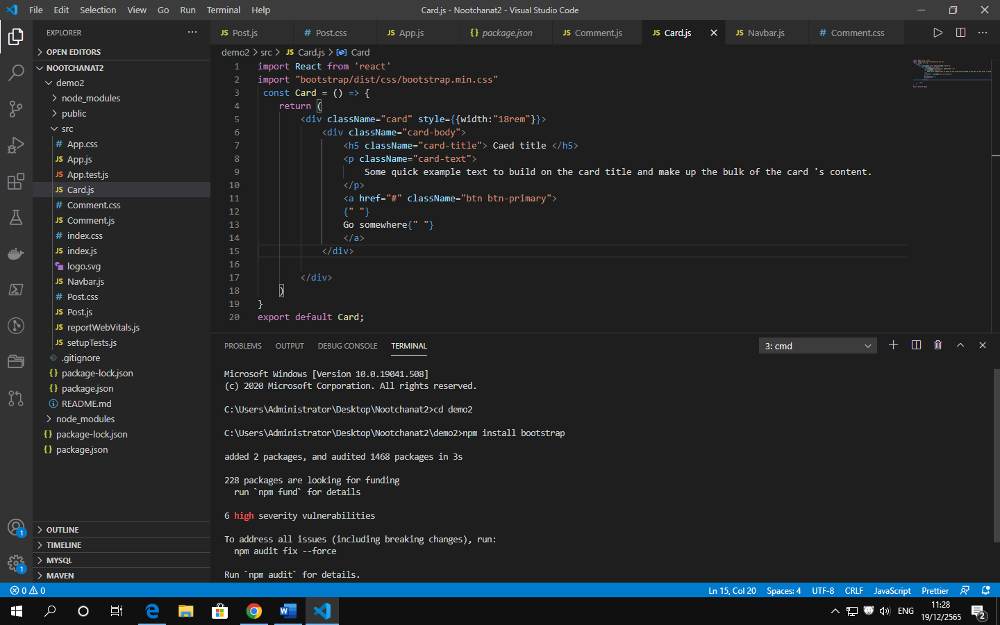 File Edit Selection View Go Run Terminal Help
Card.js - Nootchanat2 - Visual Studio Code
EXPLORER
OPEN EDITORS
NOOTCHANAT2
demo2
node_modules
public
src
App.css
App.js
App.test.js
Card.js
Comment.css
Comment.js
index.css
index.js
logo.svg
Navbar.js
Post.css
Post.js
reportWebVitals.js
setupTests.js
.gitignore
package-lock.json
package.json
README.md
node_modules
package-lock.json
package.json
OUTLINE
TIMELINE
MYSQL
MAVEN
1
1
JS Post.js # Post.css JS App.js {} package.json JS Comment.js JS Card.js JS Navbar.js # Comment.css
demo2 > src > JS Card.js > Card
1 import React from 'react'
2 import "bootstrap/dist/css/bootstrap.min.css"
3 const Card = () => {
4 return (
5 <div className="card" style={{width:"18rem"}}>
6 <div className="card-body">
7 <h5 className="card-title"> Caed title </h5>
8 <p className="card-text">
9 Some quick example text to build on the card title and make up the bulk of the card 's content.
10 </p>
11 <a href="#" className="btn btn-primary">
12 {" "}
13 Go somewhere{" "}
14 </a>
15 </div>
16
17 </div>
18 )
19 }
20 export default Card;
PROBLEMS OUTPUT DEBUG CONSOLE TERMINAL
3: cmd
Microsoft Windows [Version 10.0.19041.508]
(c) 2020 Microsoft Corporation. All rights reserved.
C:\Users\Administrator\Desktop\Nootchanat2>cd demo2
C:\Users\Administrator\Desktop\Nootchanat2\demo2>npm install bootstrap
added 2 packages, and audited 1468 packages in 3s
228 packages are looking for funding
run `npm fund` for details
6 high severity vulnerabilities
To address all issues (including breaking changes), run:
npm audit fix --force
Run `npm audit` for details.
0 0
Ln 15, Col 20 Spaces: 4 UTF-8 CRLF JavaScript Prettier
ENG
11:28
19/12/2565
2